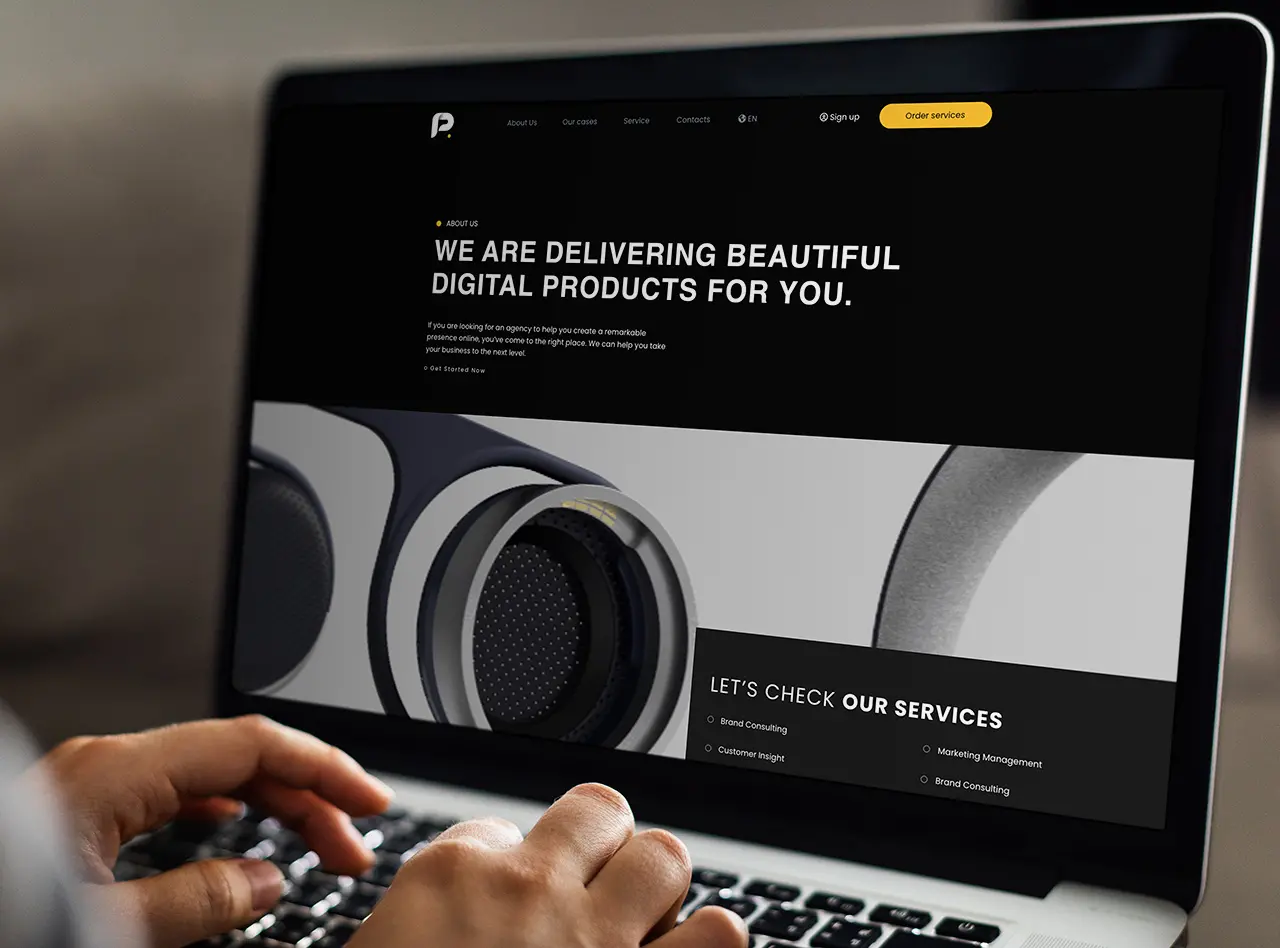 P
About Us
Our cases
Service
Contacts
EN
Sign up
Order services
ABOUT US
WE ARE DELIVERING BEAUTIFUL
DIGITAL PRODUCTS FOR YOU.
If you are looking for an agency to help you create a remarkable
presence online, you've come to the right place. We can help you take
your business to the next level.
Get Started Now
LET'S CHECK OUR SERVICES
Brand Consulting
Customer Insight
Marketing Management
Brand Consulting